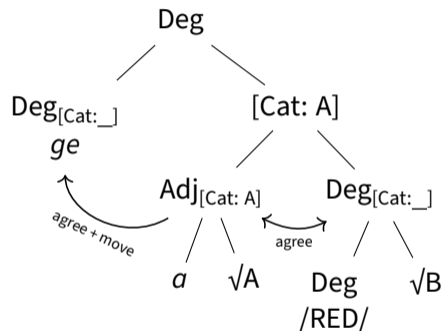 Deg
Deg[Cat:_]
[Cat: A]
ge
Adj[Cat: A]
Deg[Cat:_]
agree + move
agree
a
√A
Deg
√B
/RED/